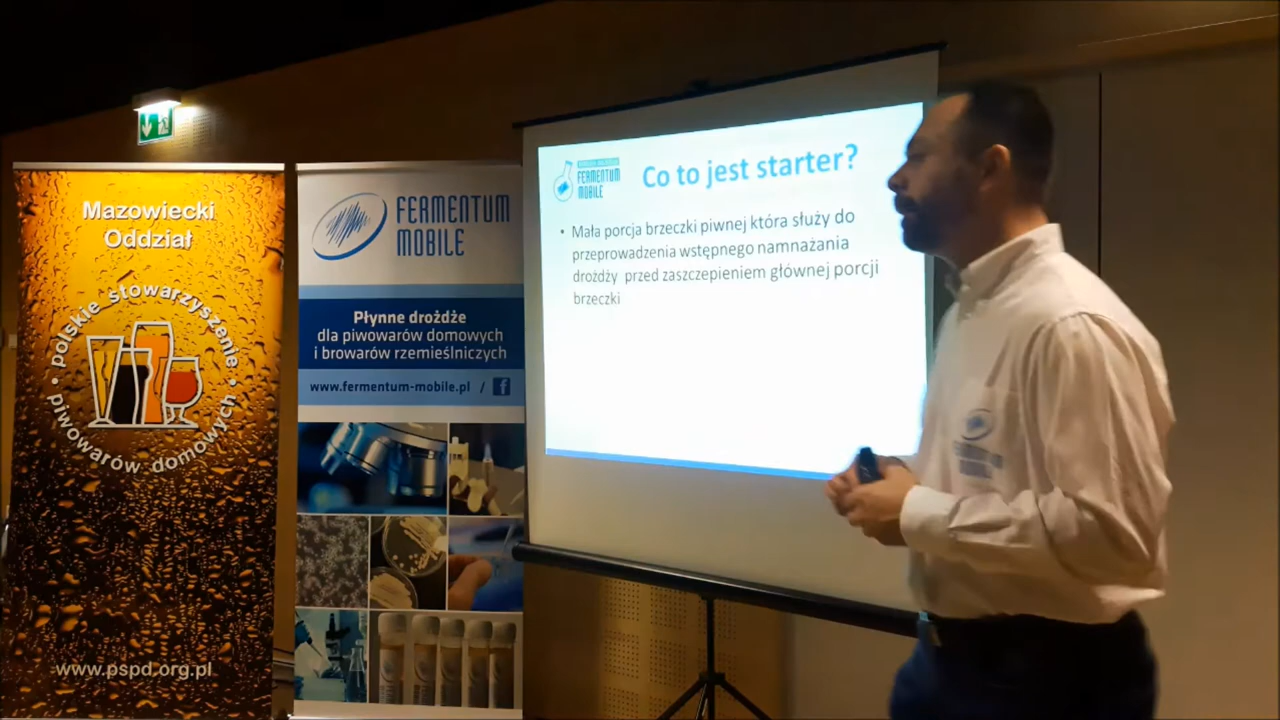 Mazowiecki
Oddział
polskie stowarzyszenie
piwowarów domowych
www.pspd.org.pl
FERMENTUM
MOBILE
Płynne drożdże
dla piwowarów domowych
i browarów rzemieślniczych
www.fermentum-mobile.pl / f
FERMENTUM
MOBILE
Co to jest starter?
• Mała porcja brzeczki piwnej która służy do
przeprowadzenia wstępnego namnażania
drożdży przed zaszczepieniem głównej porcji
brzeczki